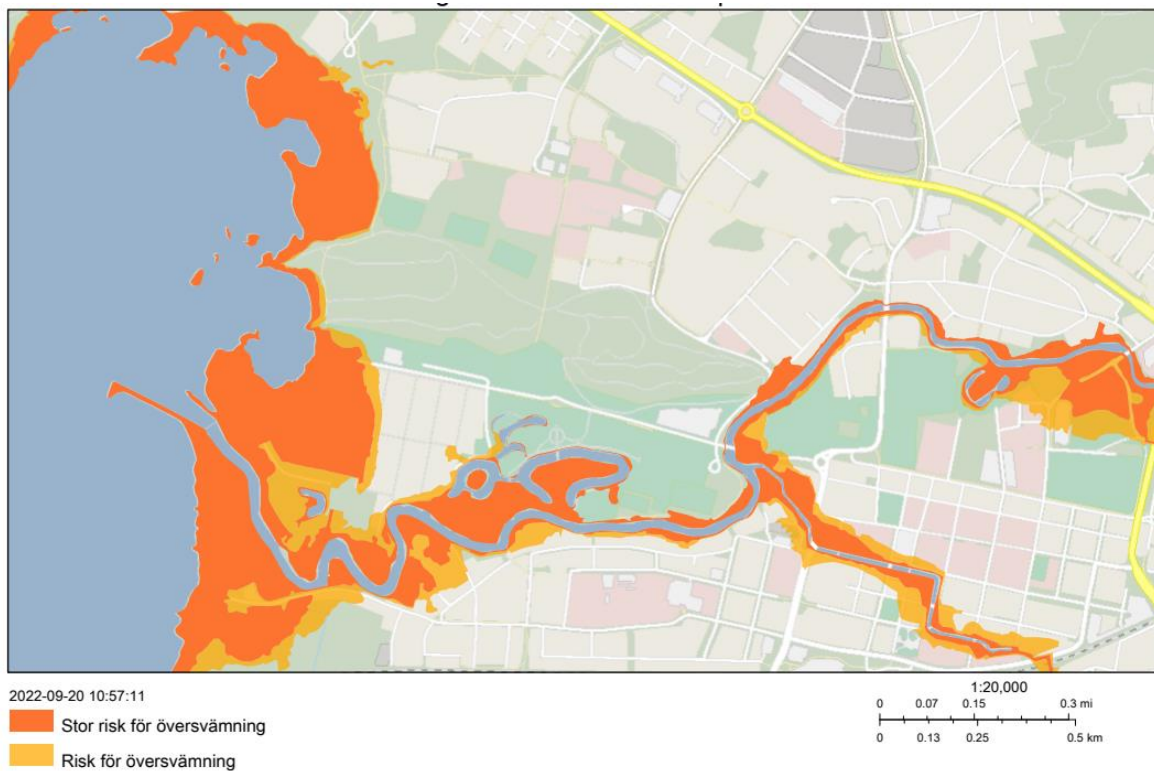 2022-09-20 10:57:11
Stor risk för översvämning
Risk för översvämning
1:20,000
0 0.07 0.15 0.3 mi
0 0.13 0.25 0.5 km